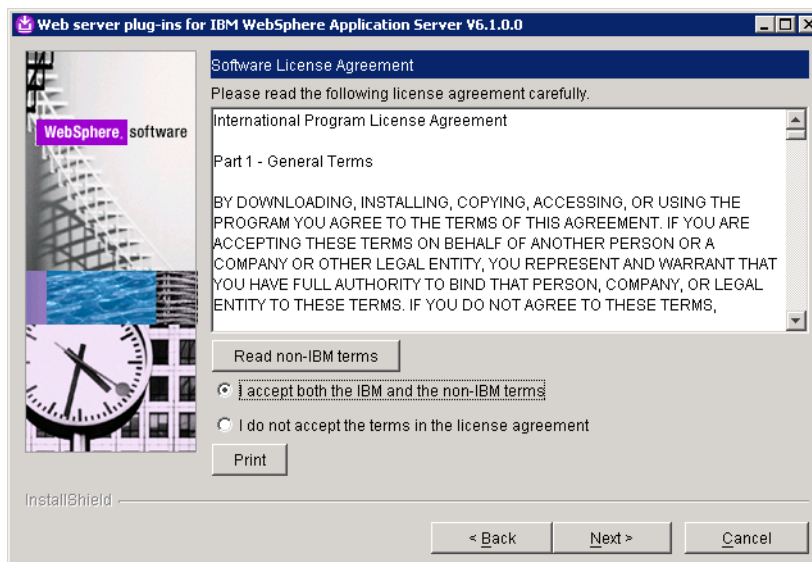 Web server plug-ins for IBM WebSphere Application Server V6.1.0.0
WebSphere. software
Software License Agreement
Please read the following license agreement carefully.
International Program License Agreement
Part 1 - General Terms
BY DOWNLOADING, INSTALLING, COPYING, ACCESSING, OR USING THE
PROGRAM YOU AGREE TO THE TERMS OF THIS AGREEMENT. IF YOU ARE
ACCEPTING THESE TERMS ON BEHALF OF ANOTHER PERSON OR A
COMPANY OR OTHER LEGAL ENTITY, YOU REPRESENT AND WARRANT THAT
YOU HAVE FULL AUTHORITY TO BIND THAT PERSON, COMPANY, OR LEGAL
ENTITY TO THESE TERMS. IF YOU DO NOT AGREE TO THESE TERMS,
Read non-IBM terms
I accept both the IBM and the non-IBM terms
I do not accept the terms in the license agreement
Print
InstallShield
< Back
Next >
Cancel